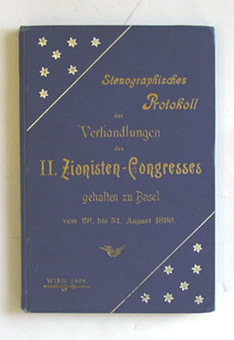 Stenographisches
Protokoll
der
Verhandlungen
des
II. Zionisten-Congresses
gehalten zu Basel
vom 28. bis 31. August 1898.
WIEN 1898.